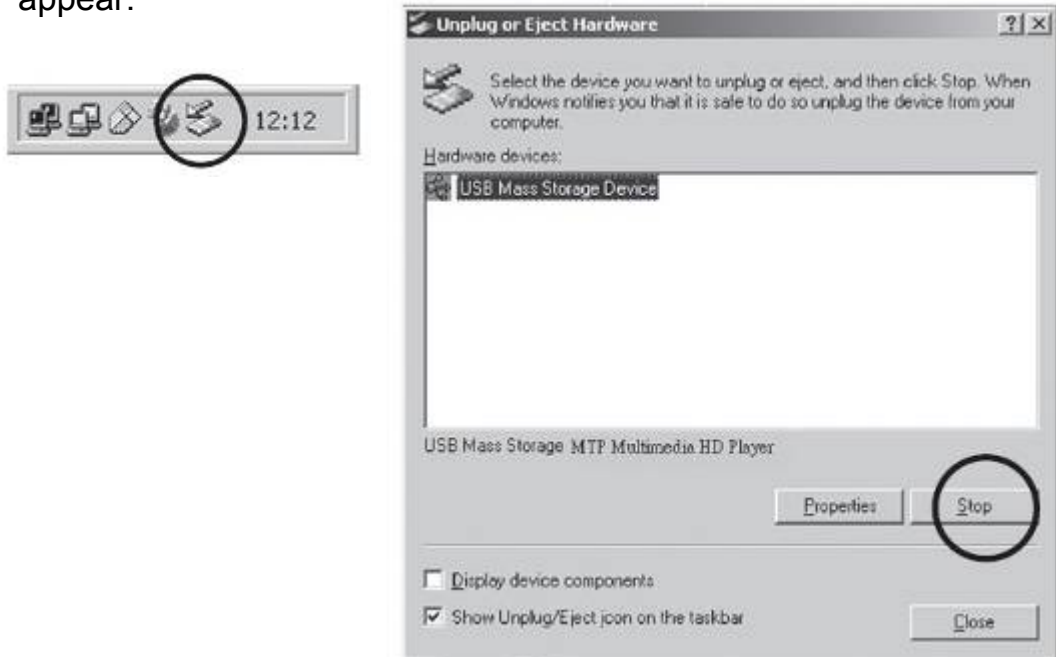 appear.
12:12
Unplug or Eject Hardware
Select the device you want to unplug or eject, and then click Stop. When
Windows notifies you that it is safe to do so unplug the device from your
computer.
Hardware devices:
USB Mass Storage Device
USB Mass Storage MTP Multimedia HD Player
Properties
Stop
Display device components
Show Unplug/Eject icon on the taskbar
Close